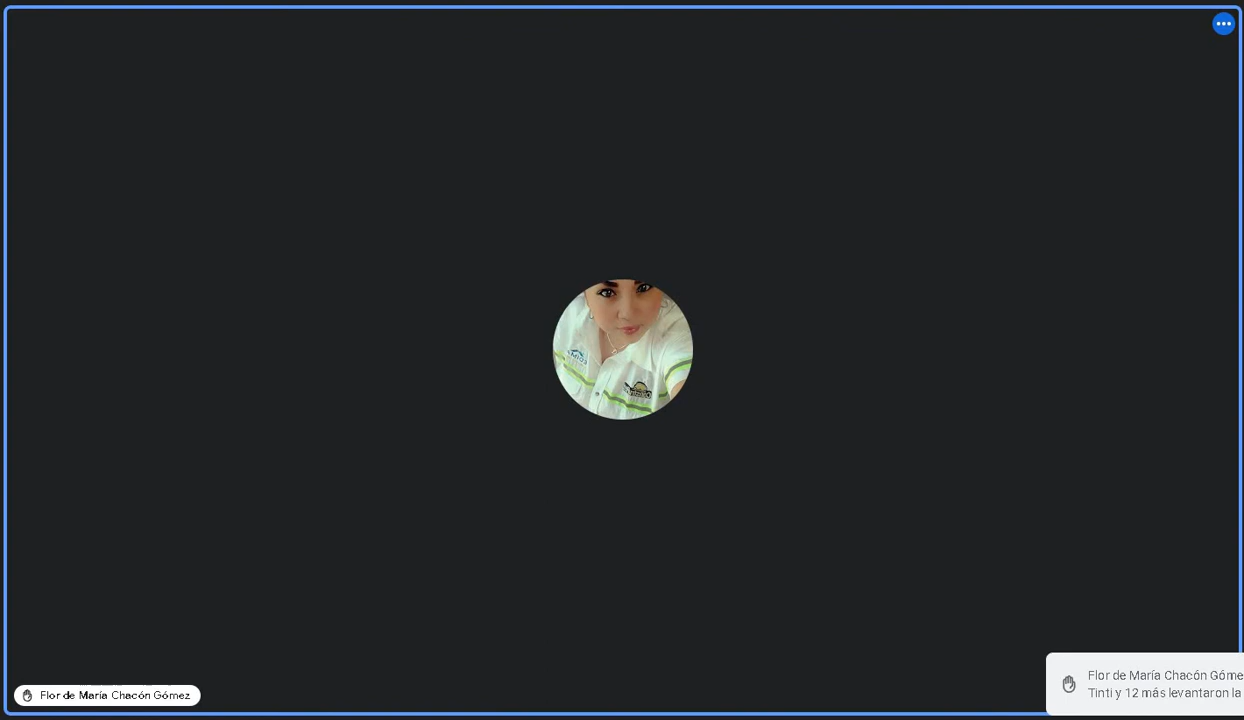 Flor de María Chacón Gómez
Flor de María Chacón Góme
Tinti y 12 más levantaron la